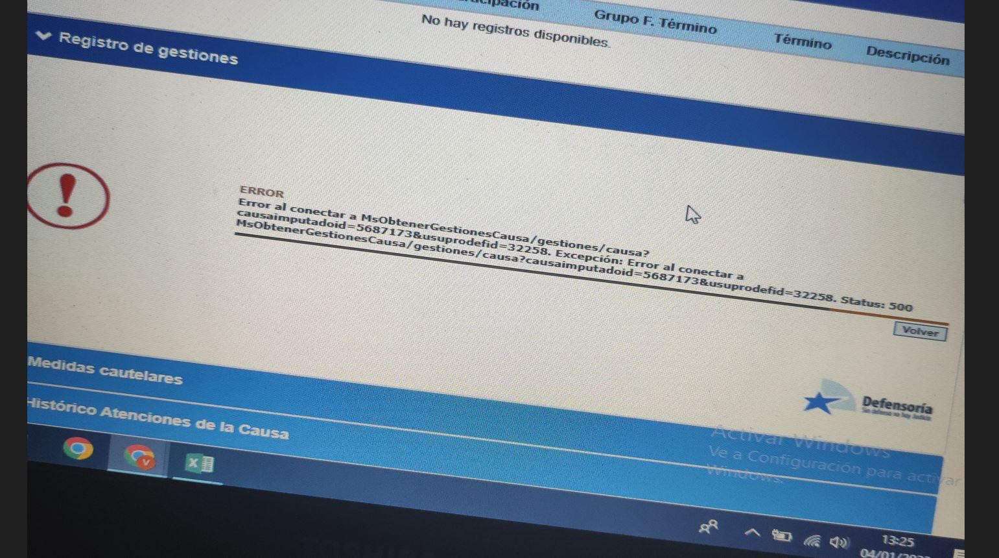 Grupo F. Término
Término
Descripción
No hay registros disponibles.
Registro de gestiones
ERROR
Error al conectar a MsObtenerGestionesCausa/gestiones/causa?
causaimputadoid=5687173&usuprodefid=32258. Excepción: Error al conectar a
MsObtenerGestionesCausa/gestiones/causa?causaimputadoid=5687173&usuprodefid=32258. Status: 500
Volver
Defensoría
Sin defensa no hay Justicia
Medidas cautelares
Histórico Atenciones de la Causa
Activar Windows
Ve a Configuración para activar
Windows.
V
X
13:25
04/01/20